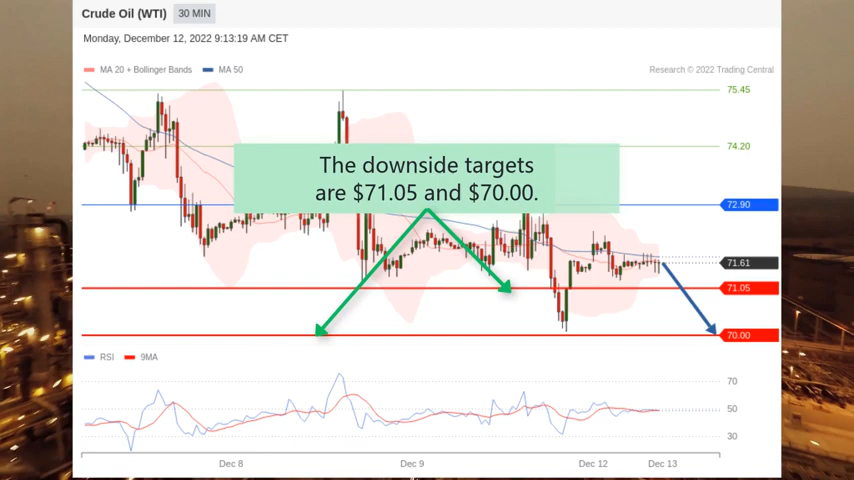 Crude Oil (WTI) 30 MIN
Monday, December 12, 2022 9:13:19 AM CET
MA 20 + Bollinger Bands MA 50
Research © 2022 Trading Central
75.45
74.20
The downside targets
are $71.05 and $70.00.
72.90
71.61
71.05
70.00
RSI 9MA
70
50
30
Dec 8 Dec 9 Dec 12 Dec 13